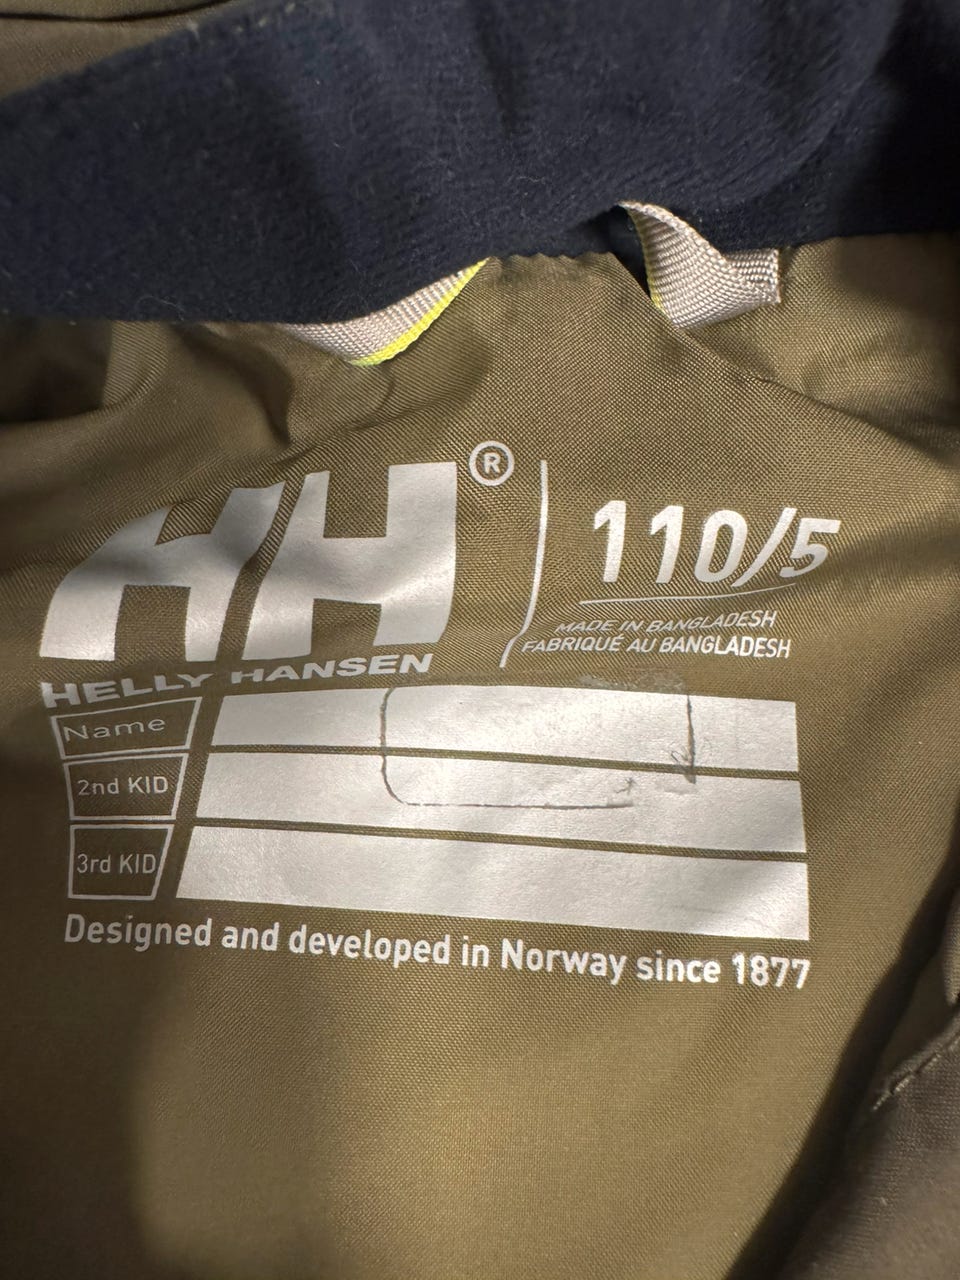 HH®
110/5
MADE IN BANGLADESH
FABRIQUÉ AU BANGLADESH
HELLY HANSEN
Name
2nd KID
3rd KID
Designed and developed in Norway since 1877